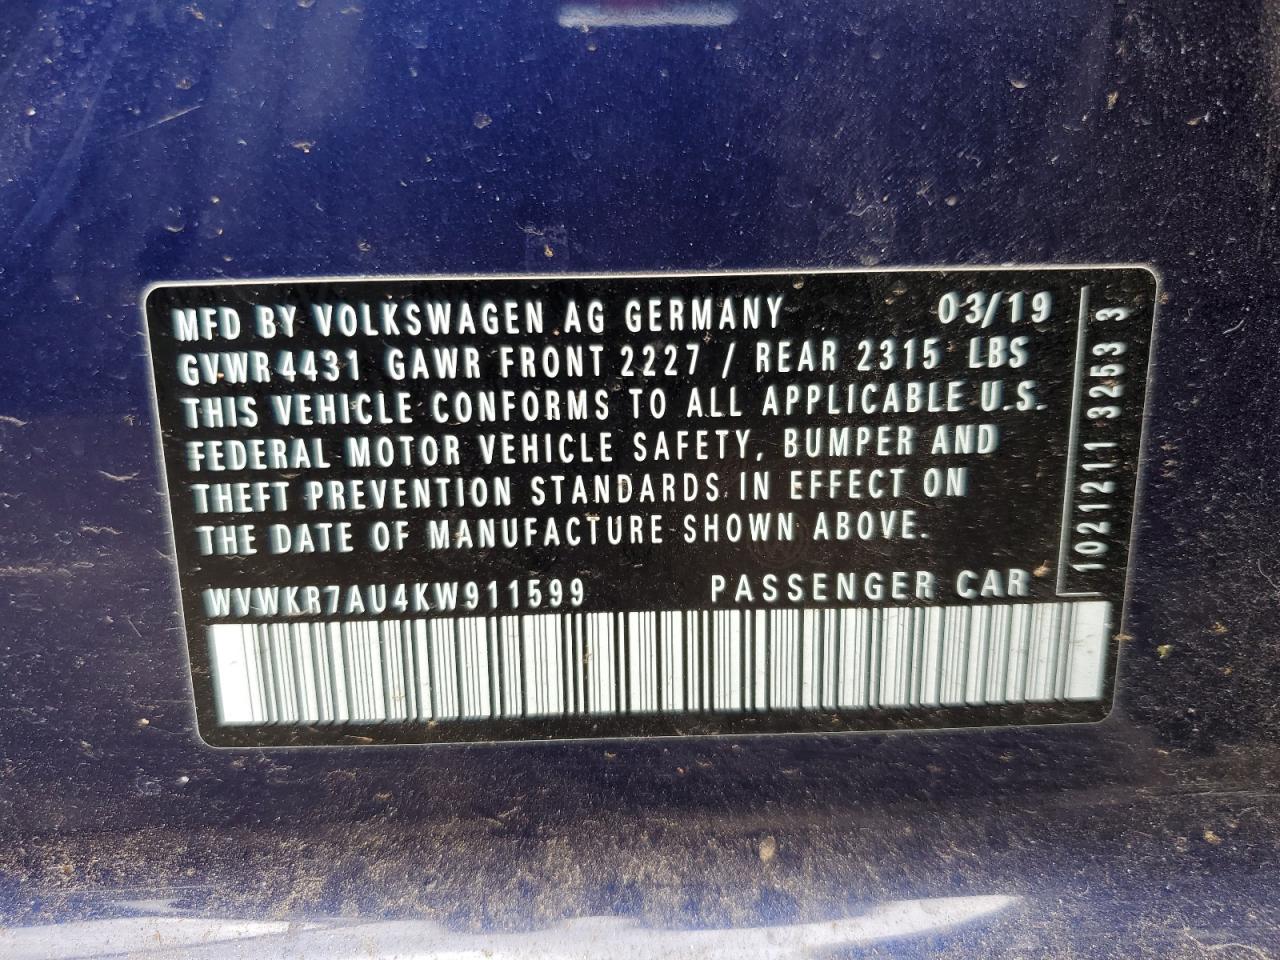 MFD BY VOLKSWAGEN AG GERMANY 03/19
GVWR 4431 GAWR FRONT 2227 / REAR 2315 LBS
THIS VEHICLE CONFORMS TO ALL APPLICABLE U.S.
FEDERAL MOTOR VEHICLE SAFETY, BUMPER AND
THEFT PREVENTION STANDARDS IN EFFECT ON
THE DATE OF MANUFACTURE SHOWN ABOVE.
WVWKR7AU4KW911599 PASSENGER CAR
1021211 3253 3